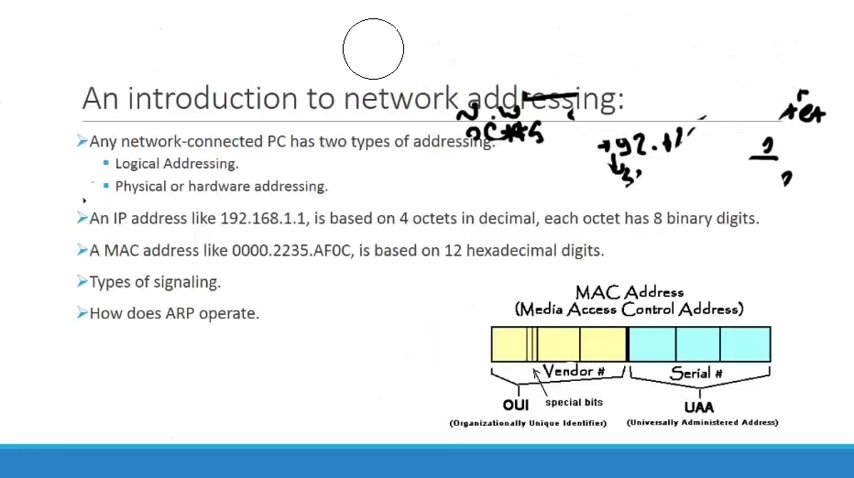 An introduction to network addressing:
Any network-connected PC has two types of addressing.
Logical Addressing.
Physical or hardware addressing.
An IP address like 192.168.1.1, is based on 4 octets in decimal, each octet has 8 binary digits.
A MAC address like 0000.2235.AF0C, is based on 12 hexadecimal digits.
Types of signaling.
How does ARP operate.
MAC Address
(Media Access Control Address)
Vendor # Serial #
special bits
OUI UAA
(Organizationally Unique Identifier) (Universally Administered Address)